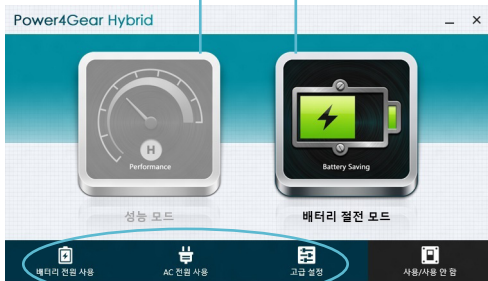 Power4Gear Hybrid
H
Performance
Battery Saving
성능 모드
배터리 절전 모드
배터리 전원 사용
AC 전원 사용
고급 설정
사용/사용 안 함